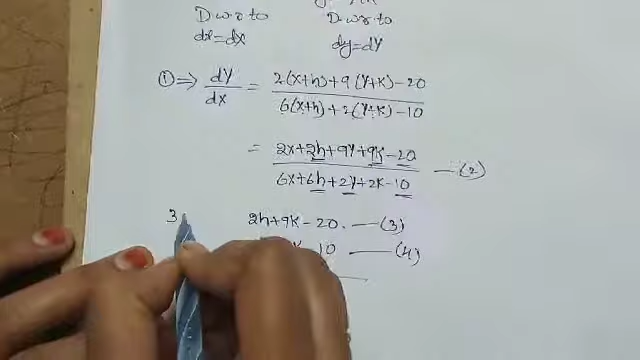 D.w.r to D.w.r to
dx=dX dy=dY
①⇒ dY/dX = 2(X+h)+9(Y+K)-20 / 6(X+h)+2(Y+K)-10
= 2X+2h+9Y+9K-20 / 6X+6h+2Y+2K-10 —(2)
3 2h+9K-20. —(3)
K-10 —(4)